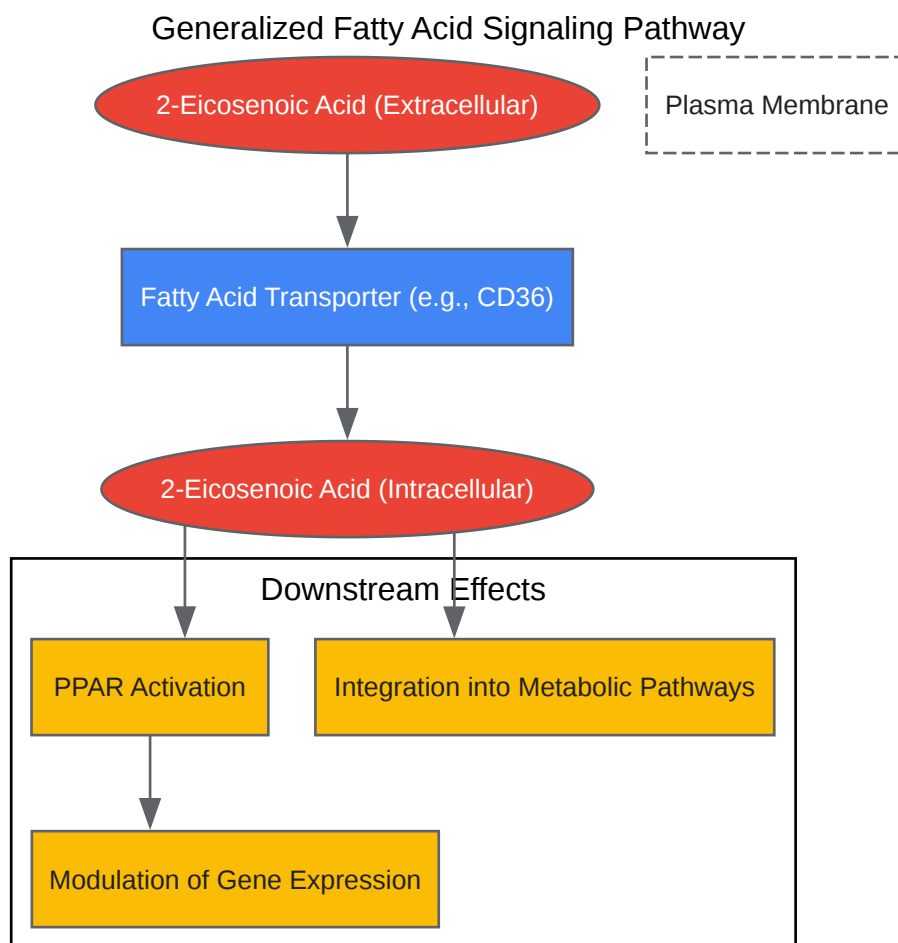 Generalized Fatty Acid Signaling Pathway
2-Eicosenoic Acid (Extracellular)
Plasma Membrane
Fatty Acid Transporter (e.g., CD36)
2-Eicosenoic Acid (Intracellular)
Downstream Effects
PPAR Activation
Integration into Metabolic Pathways
Modulation of Gene Expression